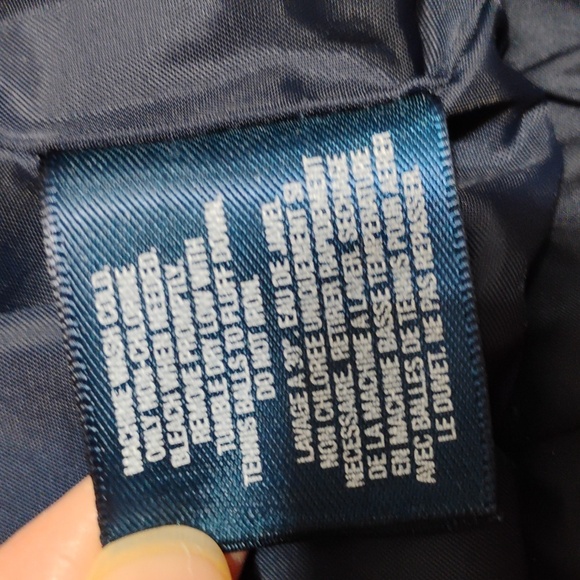 MACHINE WASH COLD.
ONLY NON-CHLORINE
BLEACH WHEN NEEDED.
REMOVE PROMPTLY.
TUMBLE DRY LOW WITH
TENNIS BALLS TO FLUFF DOWN.
DO NOT IRON
LAVAGE A 30°. EAU DE JAVEL
NON CHLOREE UNIQUEMENT SI
NECESSAIRE. RETIRER RAPIDEMENT
DE LA MACHINE A LAVER. SECHAGE
EN MACHINE BASSE TEMPERATURE
AVEC BALLES DE TENNIS POUR AERER
LE DUVET. NE PAS REPASSER.